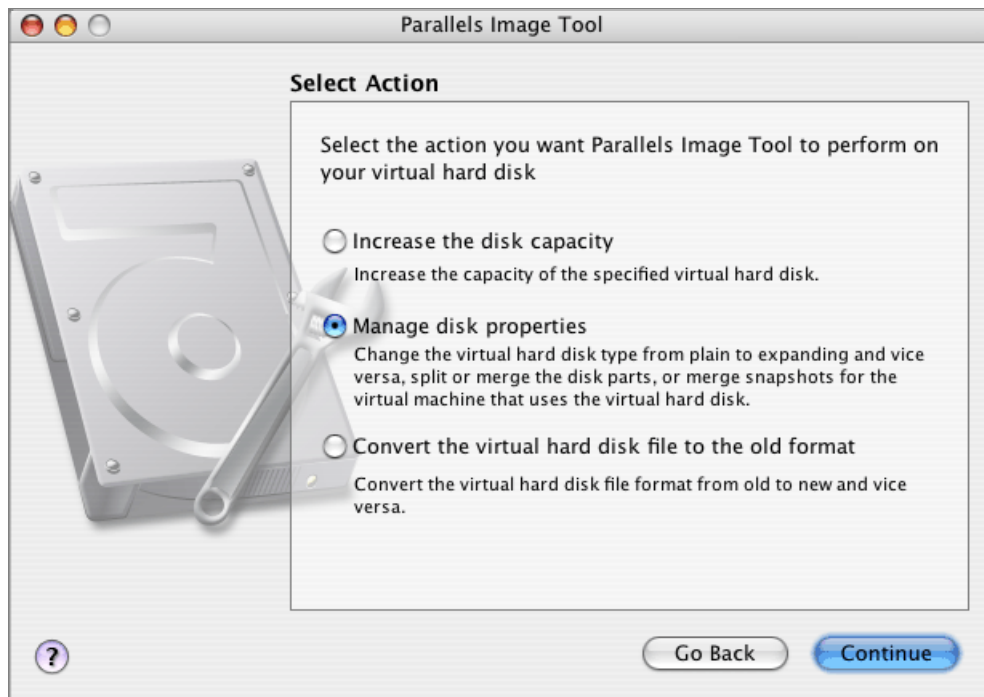 Parallels Image Tool
Select Action
Select the action you want Parallels Image Tool to perform on
your virtual hard disk
Increase the disk capacity
Increase the capacity of the specified virtual hard disk.
Manage disk properties
Change the virtual hard disk type from plain to expanding and vice
versa, split or merge the disk parts, or merge snapshots for the
virtual machine that uses the virtual hard disk.
Convert the virtual hard disk file to the old format
Convert the virtual hard disk file format from old to new and vice
versa.
?
Go Back
Continue